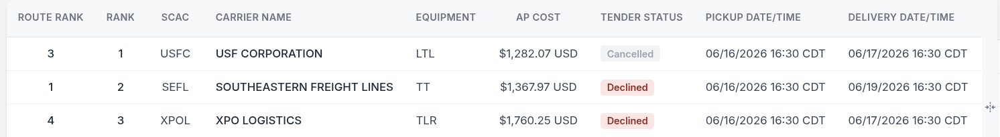 ROUTE RANK RANK SCAC CARRIER NAME EQUIPMENT AP COST TENDER STATUS PICKUP DATE/TIME DELIVERY DATE/TIME
3 1 USFC USF CORPORATION LTL $1,282.07 USD Cancelled 06/16/2026 16:30 CDT 06/17/2026 16:30 CDT
1 2 SEFL SOUTHEASTERN FREIGHT LINES TT $1,367.97 USD Declined 06/16/2026 16:30 CDT 06/19/2026 16:30 CDT
4 3 XPOL XPO LOGISTICS TLR $1,760.25 USD Declined 06/16/2026 16:30 CDT 06/17/2026 16:30 CDT